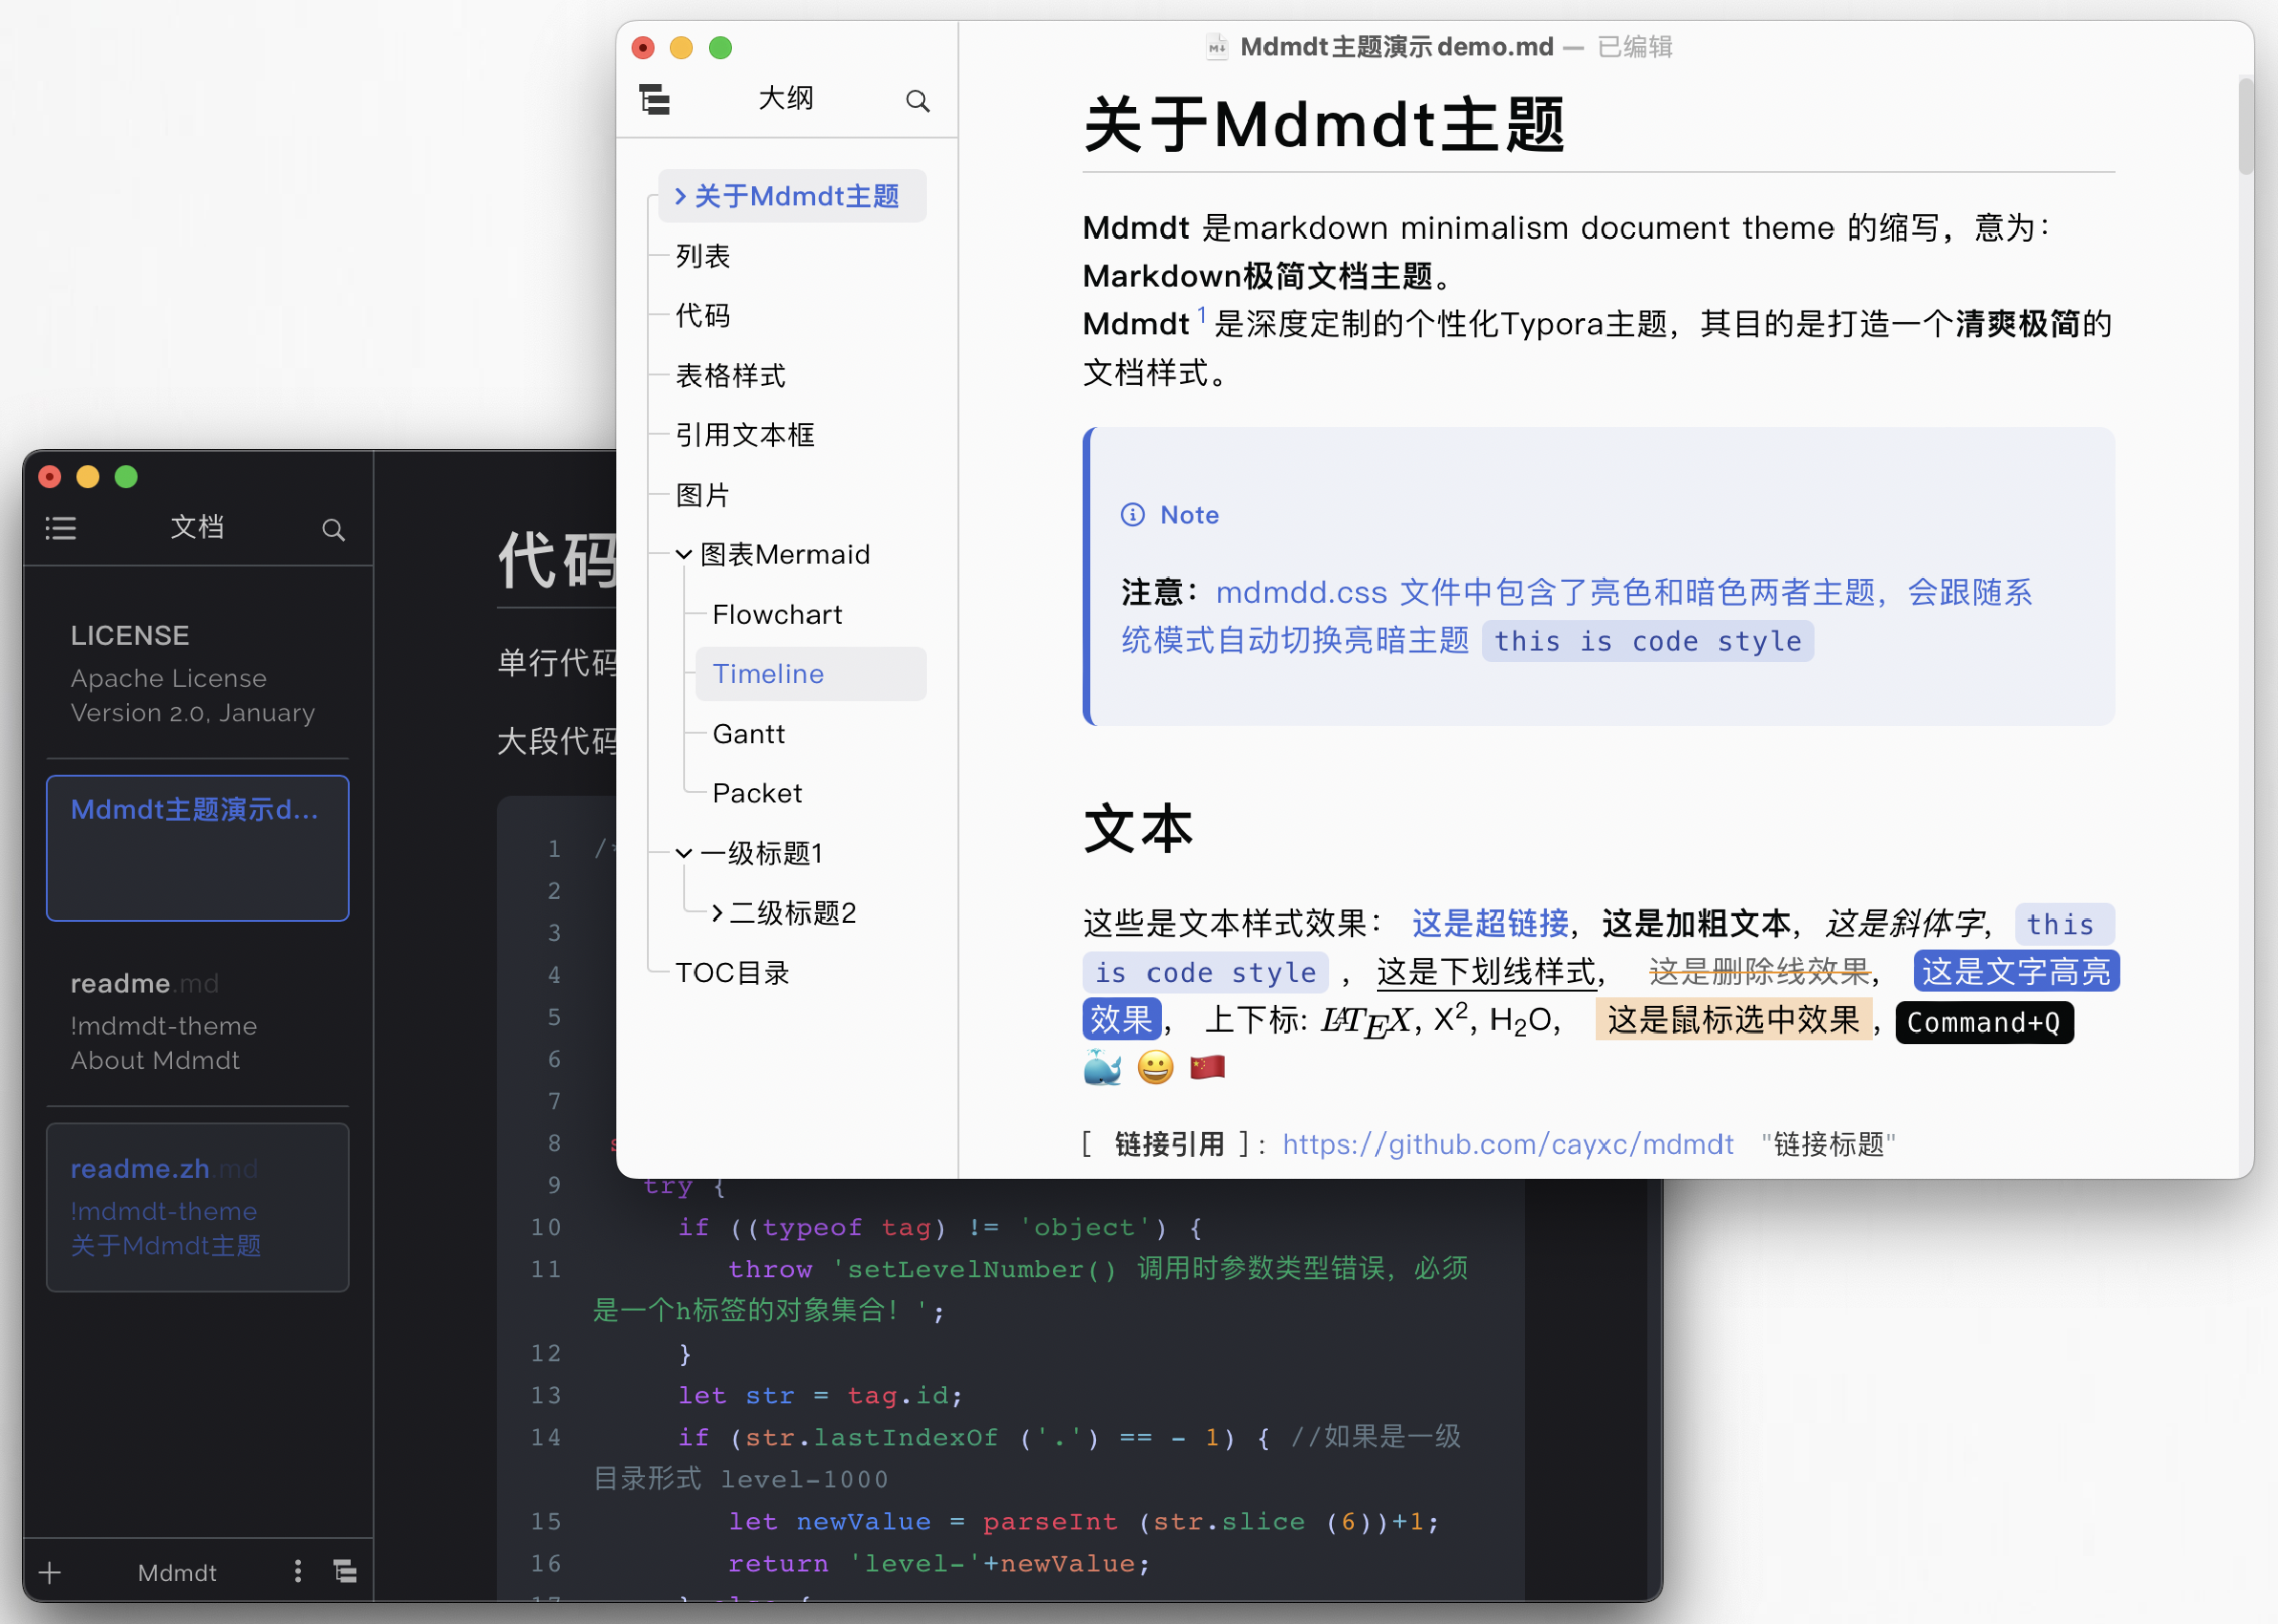 Mdmdt主题演示demo.md — 已编辑
大纲
关于Mdmdt主题
列表
代码
表格样式
引用文本框
图片
图表Mermaid
Flowchart
Timeline
Gantt
Packet
一级标题1
二级标题2
TOC目录
关于Mdmdt主题
Mdmdt 是markdown minimalism document theme 的缩写，意为：
Markdown极简文档主题。
Mdmdt 1 是深度定制的个性化Typora主题，其目的是打造一个清爽极简的
文档样式。
Note
注意：mdmdd.css 文件中包含了亮色和暗色两者主题，会跟随系
统模式自动切换亮暗主题 this is code style
文本
这些是文本样式效果： 这是超链接，这是加粗文本，这是斜体字， this
is code style ， 这是下划线样式， 这是删除线效果， 这是文字高亮
效果， 上下标: LATEX, X2, H2O, 这是鼠标选中效果 , Command+Q
🐳 😀 🇨🇳
[ 链接引用 ]: https://github.com/cayxc/mdmdt "链接标题"
文档
LICENSE
Apache License
Version 2.0, January
Mdmdt主题演示d...
readme.md
!mdmdt-theme
About Mdmdt
readme.zh.md
!mdmdt-theme
关于Mdmdt主题
Mdmdt
代码
单行代码
大段代码
1 /*
2
3
4
5
6
7
8 s
9 try {
10 if ((typeof tag) != 'object') {
11 throw 'setLevelNumber() 调用时参数类型错误，必须
是一个h标签的对象集合！';
12 }
13 let str = tag.id;
14 if (str.lastIndexOf ('.') == - 1) { //如果是一级
目录形式 level-1000
15 let newValue = parseInt (str.slice (6))+1;
16 return 'level-'+newValue;
17 } else {